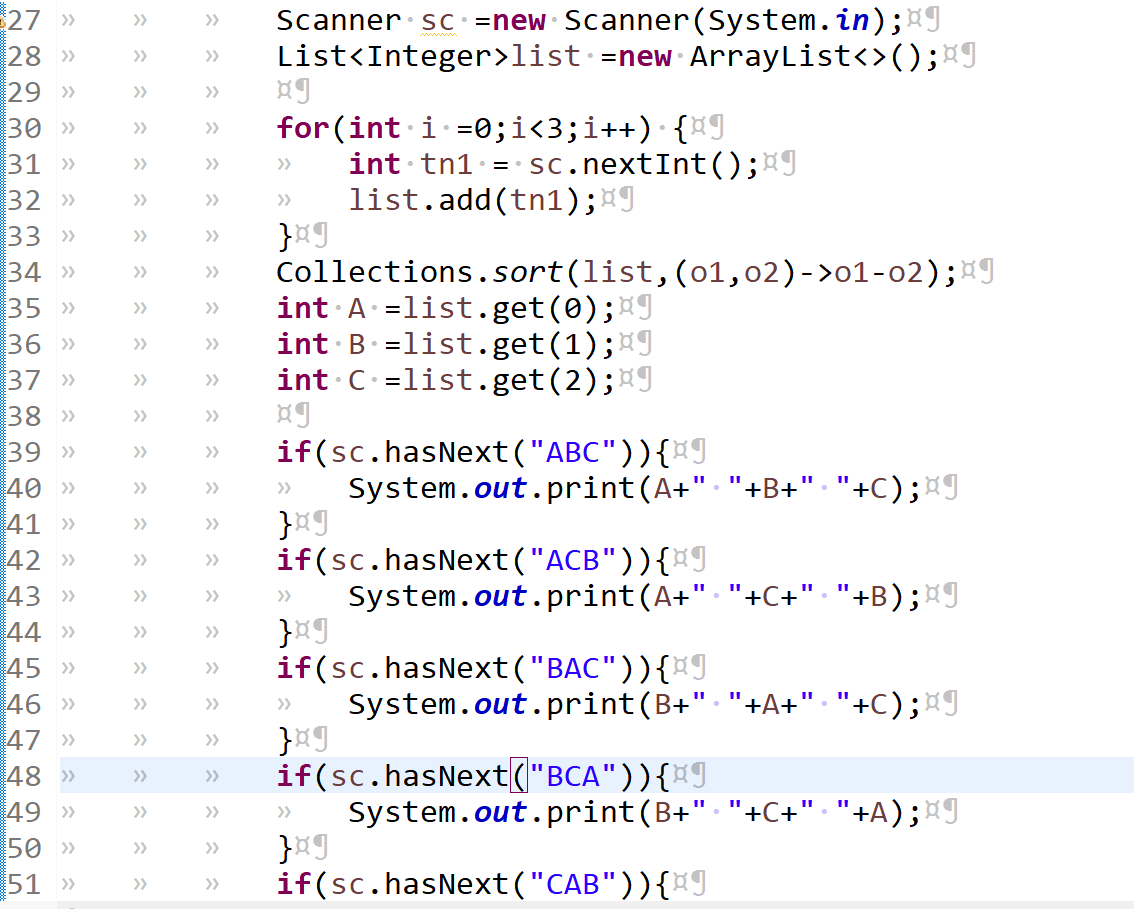 27 Scanner sc =new Scanner(System.in);
28 List<Integer>list =new ArrayList<>();
29
30 for(int i =0;i<3;i++) {
31 int tn1 = sc.nextInt();
32 list.add(tn1);
33 }
34 Collections.sort(list,(o1,o2)->o1-o2);
35 int A =list.get(0);
36 int B =list.get(1);
37 int C =list.get(2);
38
39 if(sc.hasNext("ABC")){
40 System.out.print(A+" "+B+" "+C);
41 }
42 if(sc.hasNext("ACB")){
43 System.out.print(A+" "+C+" "+B);
44 }
45 if(sc.hasNext("BAC")){
46 System.out.print(B+" "+A+" "+C);
47 }
48 if(sc.hasNext("BCA")){
49 System.out.print(B+" "+C+" "+A);
50 }
51 if(sc.hasNext("CAB")){